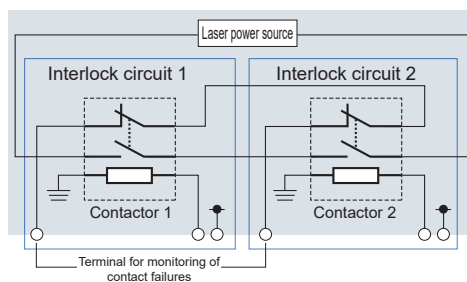 Laser power source
Interlock circuit 1
Interlock circuit 2
Contactor 1
Contactor 2
Terminal for monitoring of
contact failures